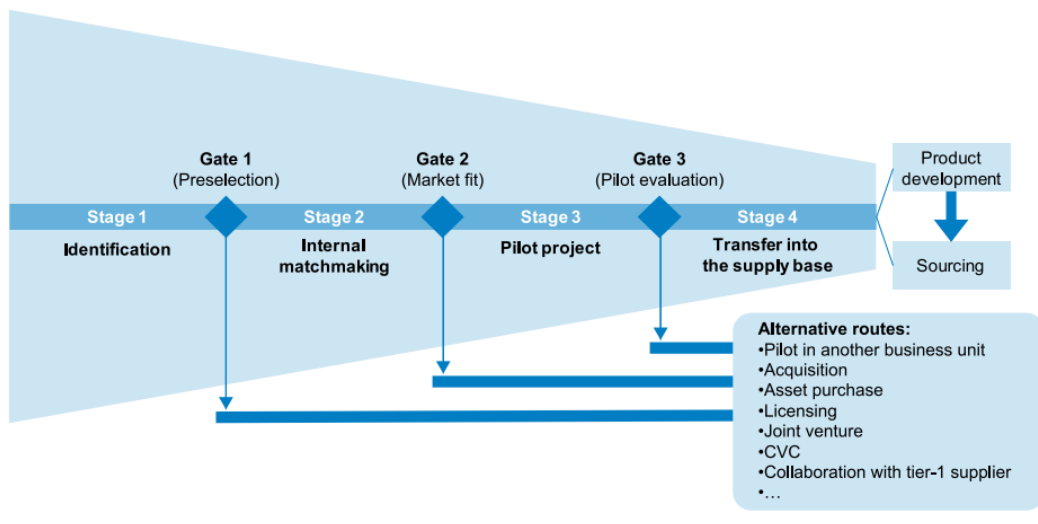 Gate 1
(Preselection)
Gate 2
(Market fit)
Gate 3
(Pilot evaluation)
Stage 1
Stage 2
Stage 3
Stage 4
Identification
Internal
matchmaking
Pilot project
Transfer into
the supply base
Product
development
Sourcing
Alternative routes:
•Pilot in another business unit
•Acquisition
•Asset purchase
•Licensing
•Joint venture
•CVC
•Collaboration with tier-1 supplier
•...